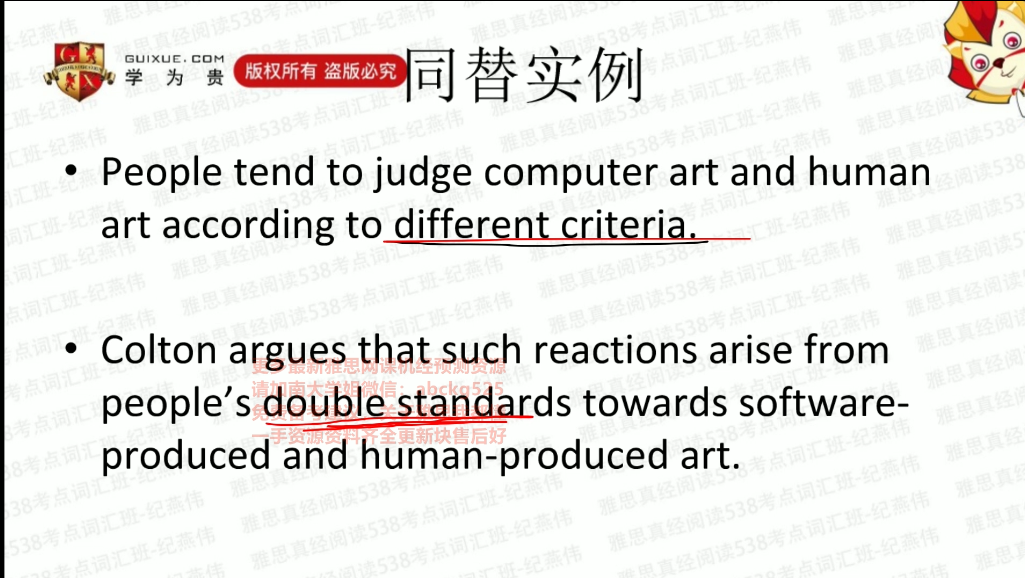 GUIXUE.COM
学为贵
版权所有 盗版必究
同替实例
• People tend to judge computer art and human
art according to different criteria.
• Colton argues that such reactions arise from
people’s double standards towards software-
produced and human-produced art.
更多最新雅思网课机经预测资源
请加南大学姐微信：abckg525
一手资源资料齐全更新块售后好
雅思真经阅读538考点词汇班-纪燕伟